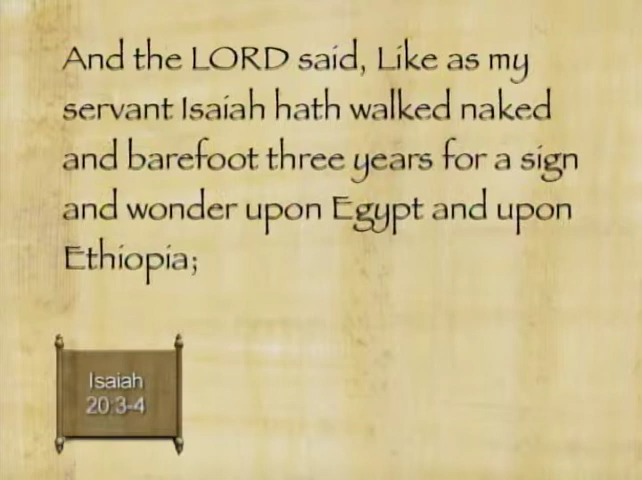 And the LORD said, Like as my
servant Isaiah hath walked naked
and barefoot three years for a sign
and wonder upon Egypt and upon
Ethiopia;
Isaiah
20:3-4